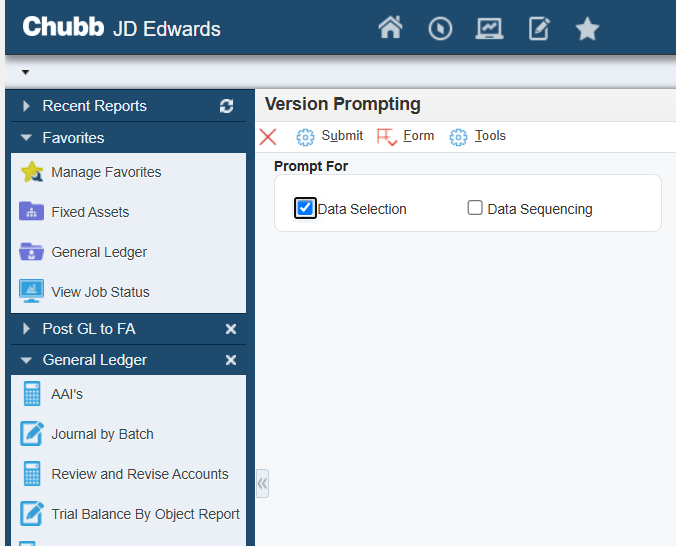 Chubb JD Edwards
Recent Reports
Favorites
Manage Favorites
Fixed Assets
General Ledger
View Job Status
Post GL to FA
General Ledger
AAI's
Journal by Batch
Review and Revise Accounts
Trial Balance By Object Report
Version Prompting
Submit Form Tools
Prompt For
Data Selection Data Sequencing